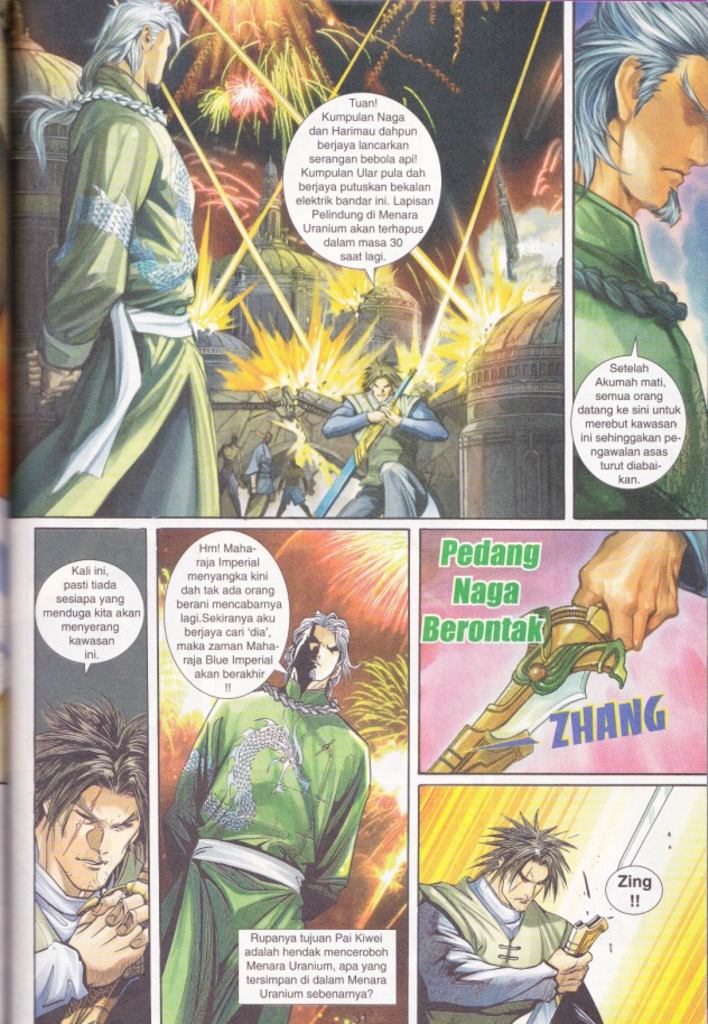 Tuan!
Kumpulan Naga
dan Harimau dahpun
berjaya lancarkan
serangan bebola api!
Kumpulan Ular pula dah
berjaya putuskan bekalan
elektrik bandar ini. Lapisan
Pelindung di Menara
Uranium akan terhapus
dalam masa 30
saat lagi.
Setelah
Akumah mati,
semua orang
datang ke sini untuk
merebut kawasan
ini sehinggakan pe-
ngawalan asas
turut diabai-
kan.
Kali ini,
pasti tiada
sesiapa yang
menduga kita akan
menyerang
kawasan
ini.
Hm! Maha-
raja Imperial
menyangka kini
dah tak ada orang
berani mencabarnya
lagi.Sekiranya aku
berjaya cari 'dia',
maka zaman Maha-
raja Blue Imperial
akan berakhir
!!
Rupanya tujuan Pai Kiwei
adalah hendak menceroboh
Menara Uranium, apa yang
tersimpan di dalam Menara
Uranium sebenarnya?
Pedang
Naga
Berontak
ZHANG
Zing
!!